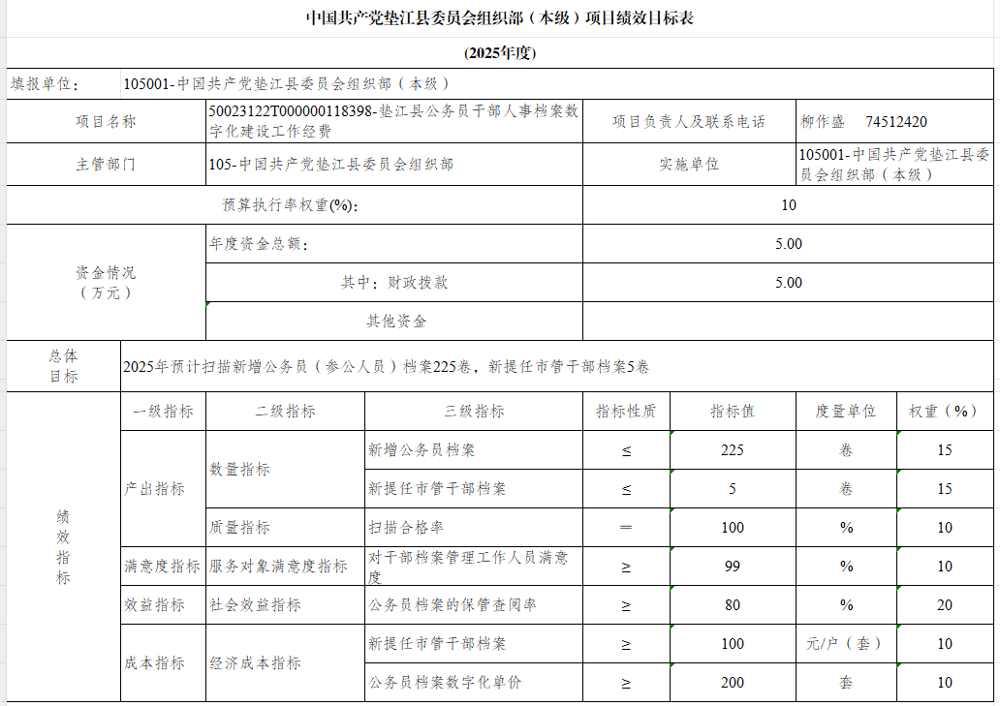 中国共产党垫江县委员会组织部（本级）项目绩效目标表
(2025年度)
填报单位： 105001-中国共产党垫江县委员会组织部（本级）
项目名称 50023122T000000118398-垫江县公务员干部人事档案数
字化建设工作经费 项目负责人及联系电话 柳作盛 74512420
主管部门 105-中国共产党垫江县委员会组织部 实施单位 105001-中国共产党垫江县委
员会组织部（本级）
预算执行率权重(%)： 10
资金情况
（万元）
年度资金总额： 5.00
其中：财政拨款 5.00
其他资金
总体
目标
2025年预计扫描新增公务员（参公人员）档案225卷，新提任市管干部档案5卷
绩
效
指
标
一级指标 二级指标 三级指标 指标性质 指标值 度量单位 权重（%）
产出指标 数量指标 新增公务员档案 ≤ 225 卷 15
新提任市管干部档案 ≤ 5 卷 15
质量指标 扫描合格率 ＝ 100 % 10
满意度指标 服务对象满意度指标 对干部档案管理工作人员满意
度 ≥ 99 % 10
效益指标 社会效益指标 公务员档案的保管查阅率 ≥ 80 % 20
成本指标 经济成本指标 新提任市管干部档案 ≥ 100 元/户（套） 10
公务员档案数字化单价 ≥ 200 套 10